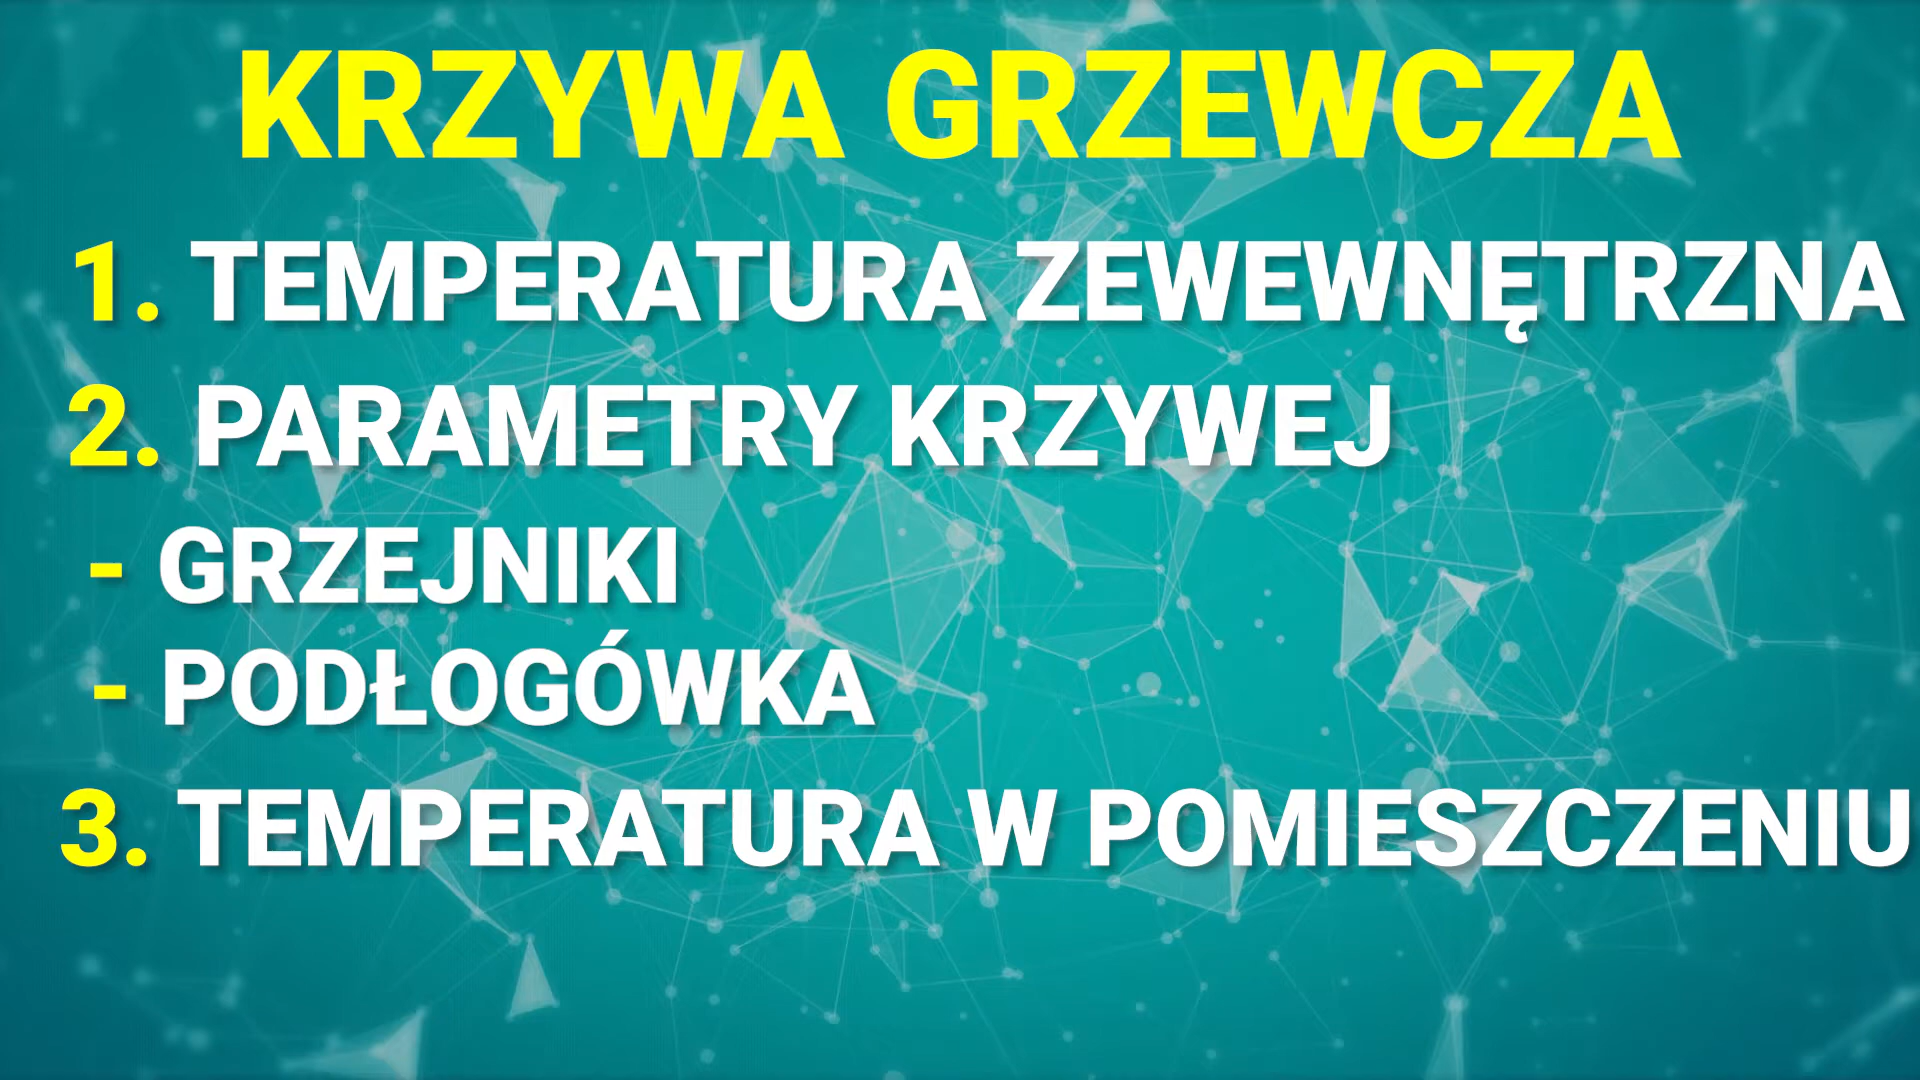 KRZYWA GRZEWCZA
1. TEMPERATURA ZEWEWNĘTRZNA
2. PARAMETRY KRZYWEJ
- GRZEJNIKI
- PODŁOGÓWKA
3. TEMPERATURA W POMIESZCZENIU